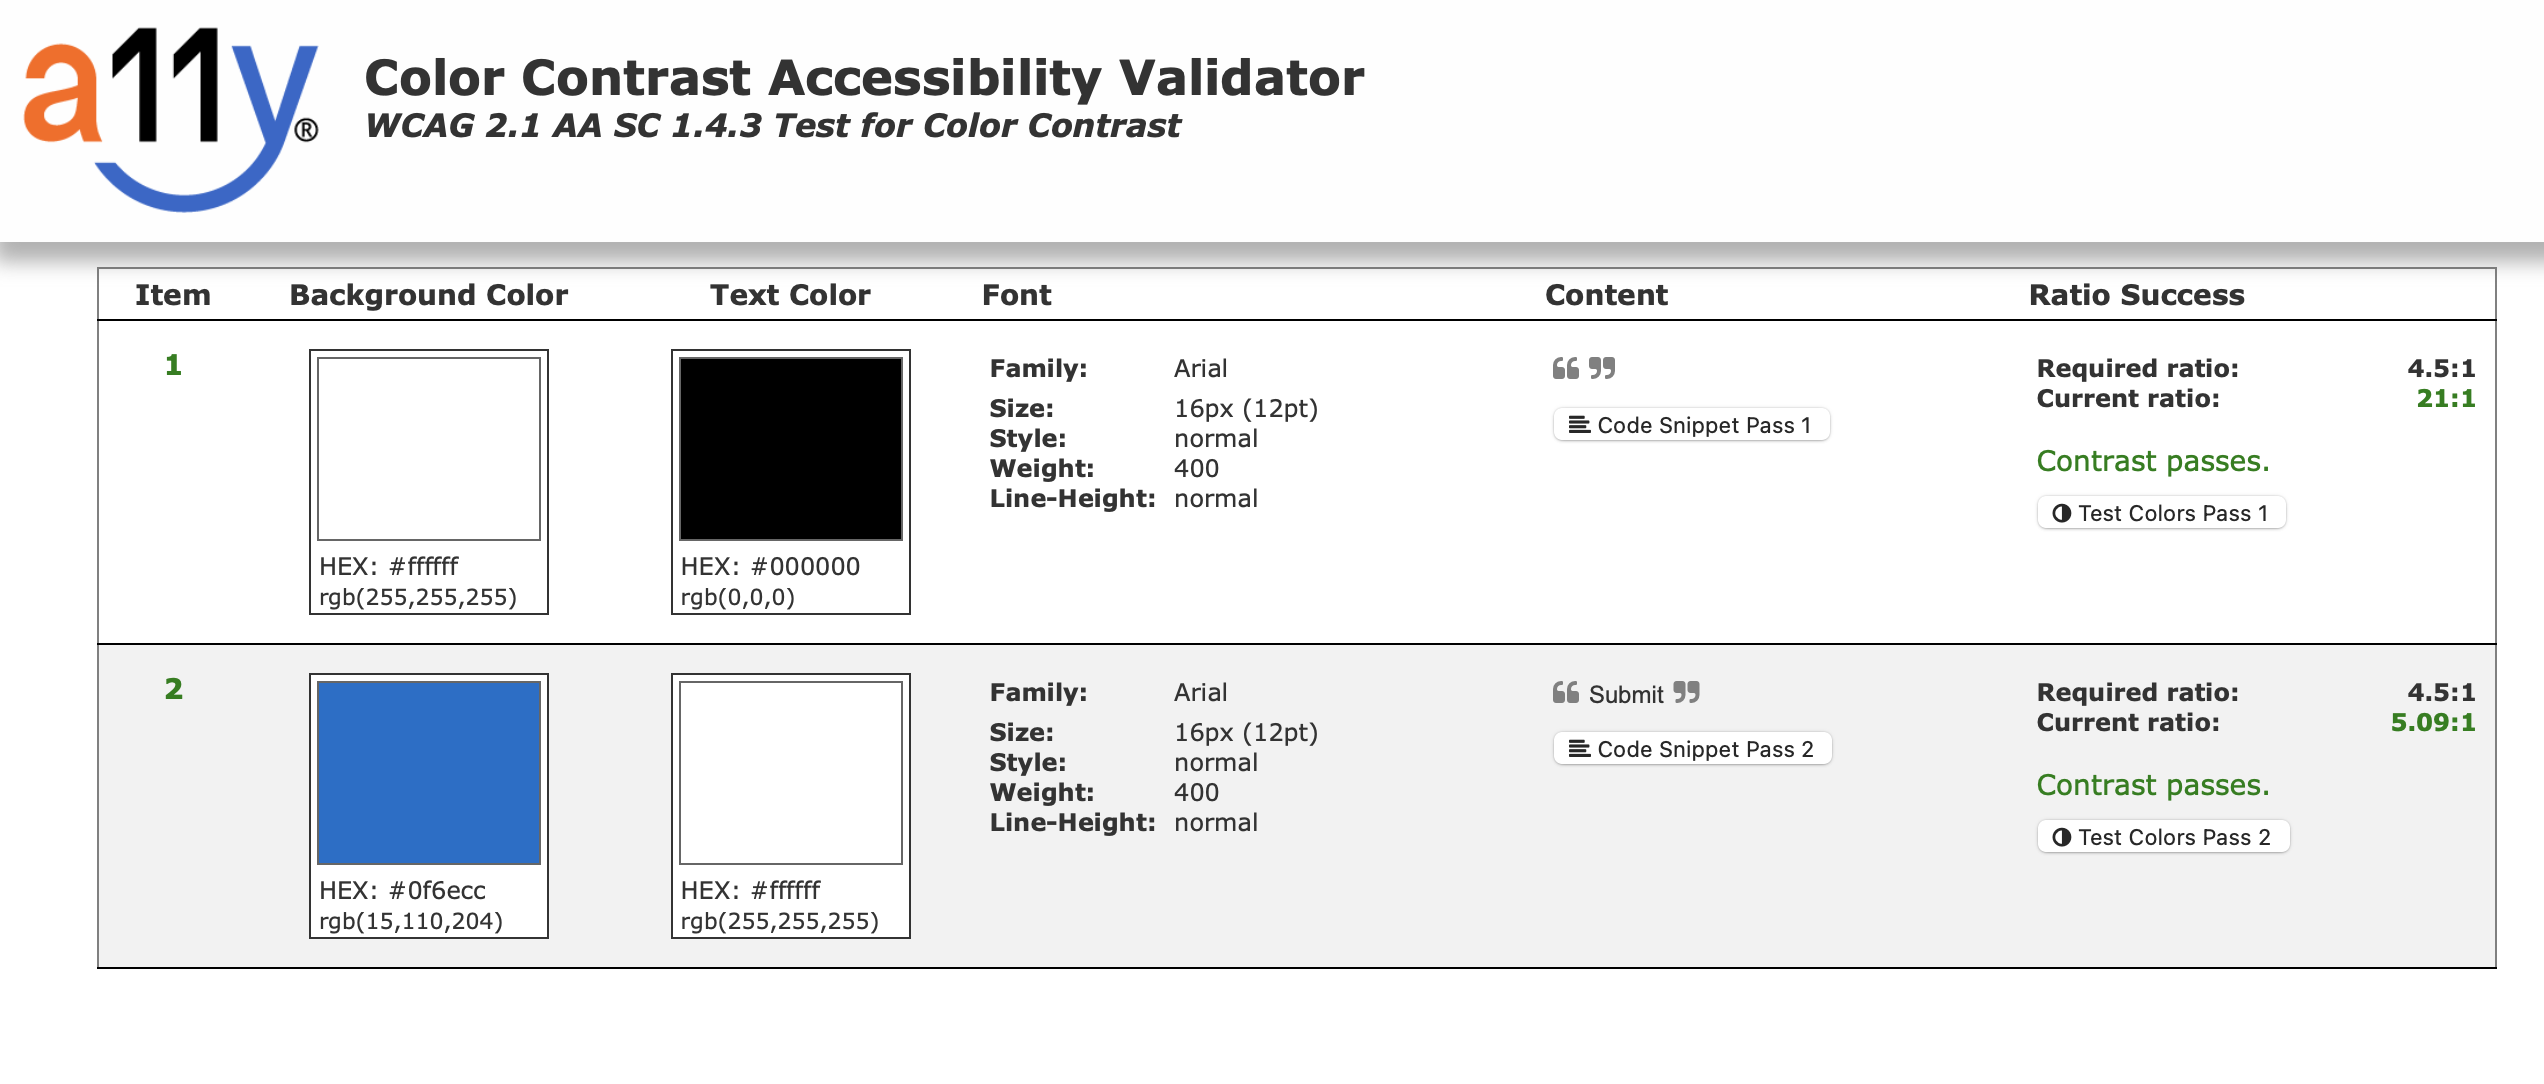 a11y®
Color Contrast Accessibility Validator
WCAG 2.1 AA SC 1.4.3 Test for Color Contrast
Item Background Color Text Color Font Content Ratio Success
1
HEX: #ffffff
rgb(255,255,255)
HEX: #000000
rgb(0,0,0)
Family: Arial
Size: 16px (12pt)
Style: normal
Weight: 400
Line-Height: normal
❝ ❞
Code Snippet Pass 1
Required ratio: 4.5:1
Current ratio: 21:1
Contrast passes.
Test Colors Pass 1
2
HEX: #0f6ecc
rgb(15,110,204)
HEX: #ffffff
rgb(255,255,255)
Family: Arial
Size: 16px (12pt)
Style: normal
Weight: 400
Line-Height: normal
❝ Submit ❞
Code Snippet Pass 2
Required ratio: 4.5:1
Current ratio: 5.09:1
Contrast passes.
Test Colors Pass 2